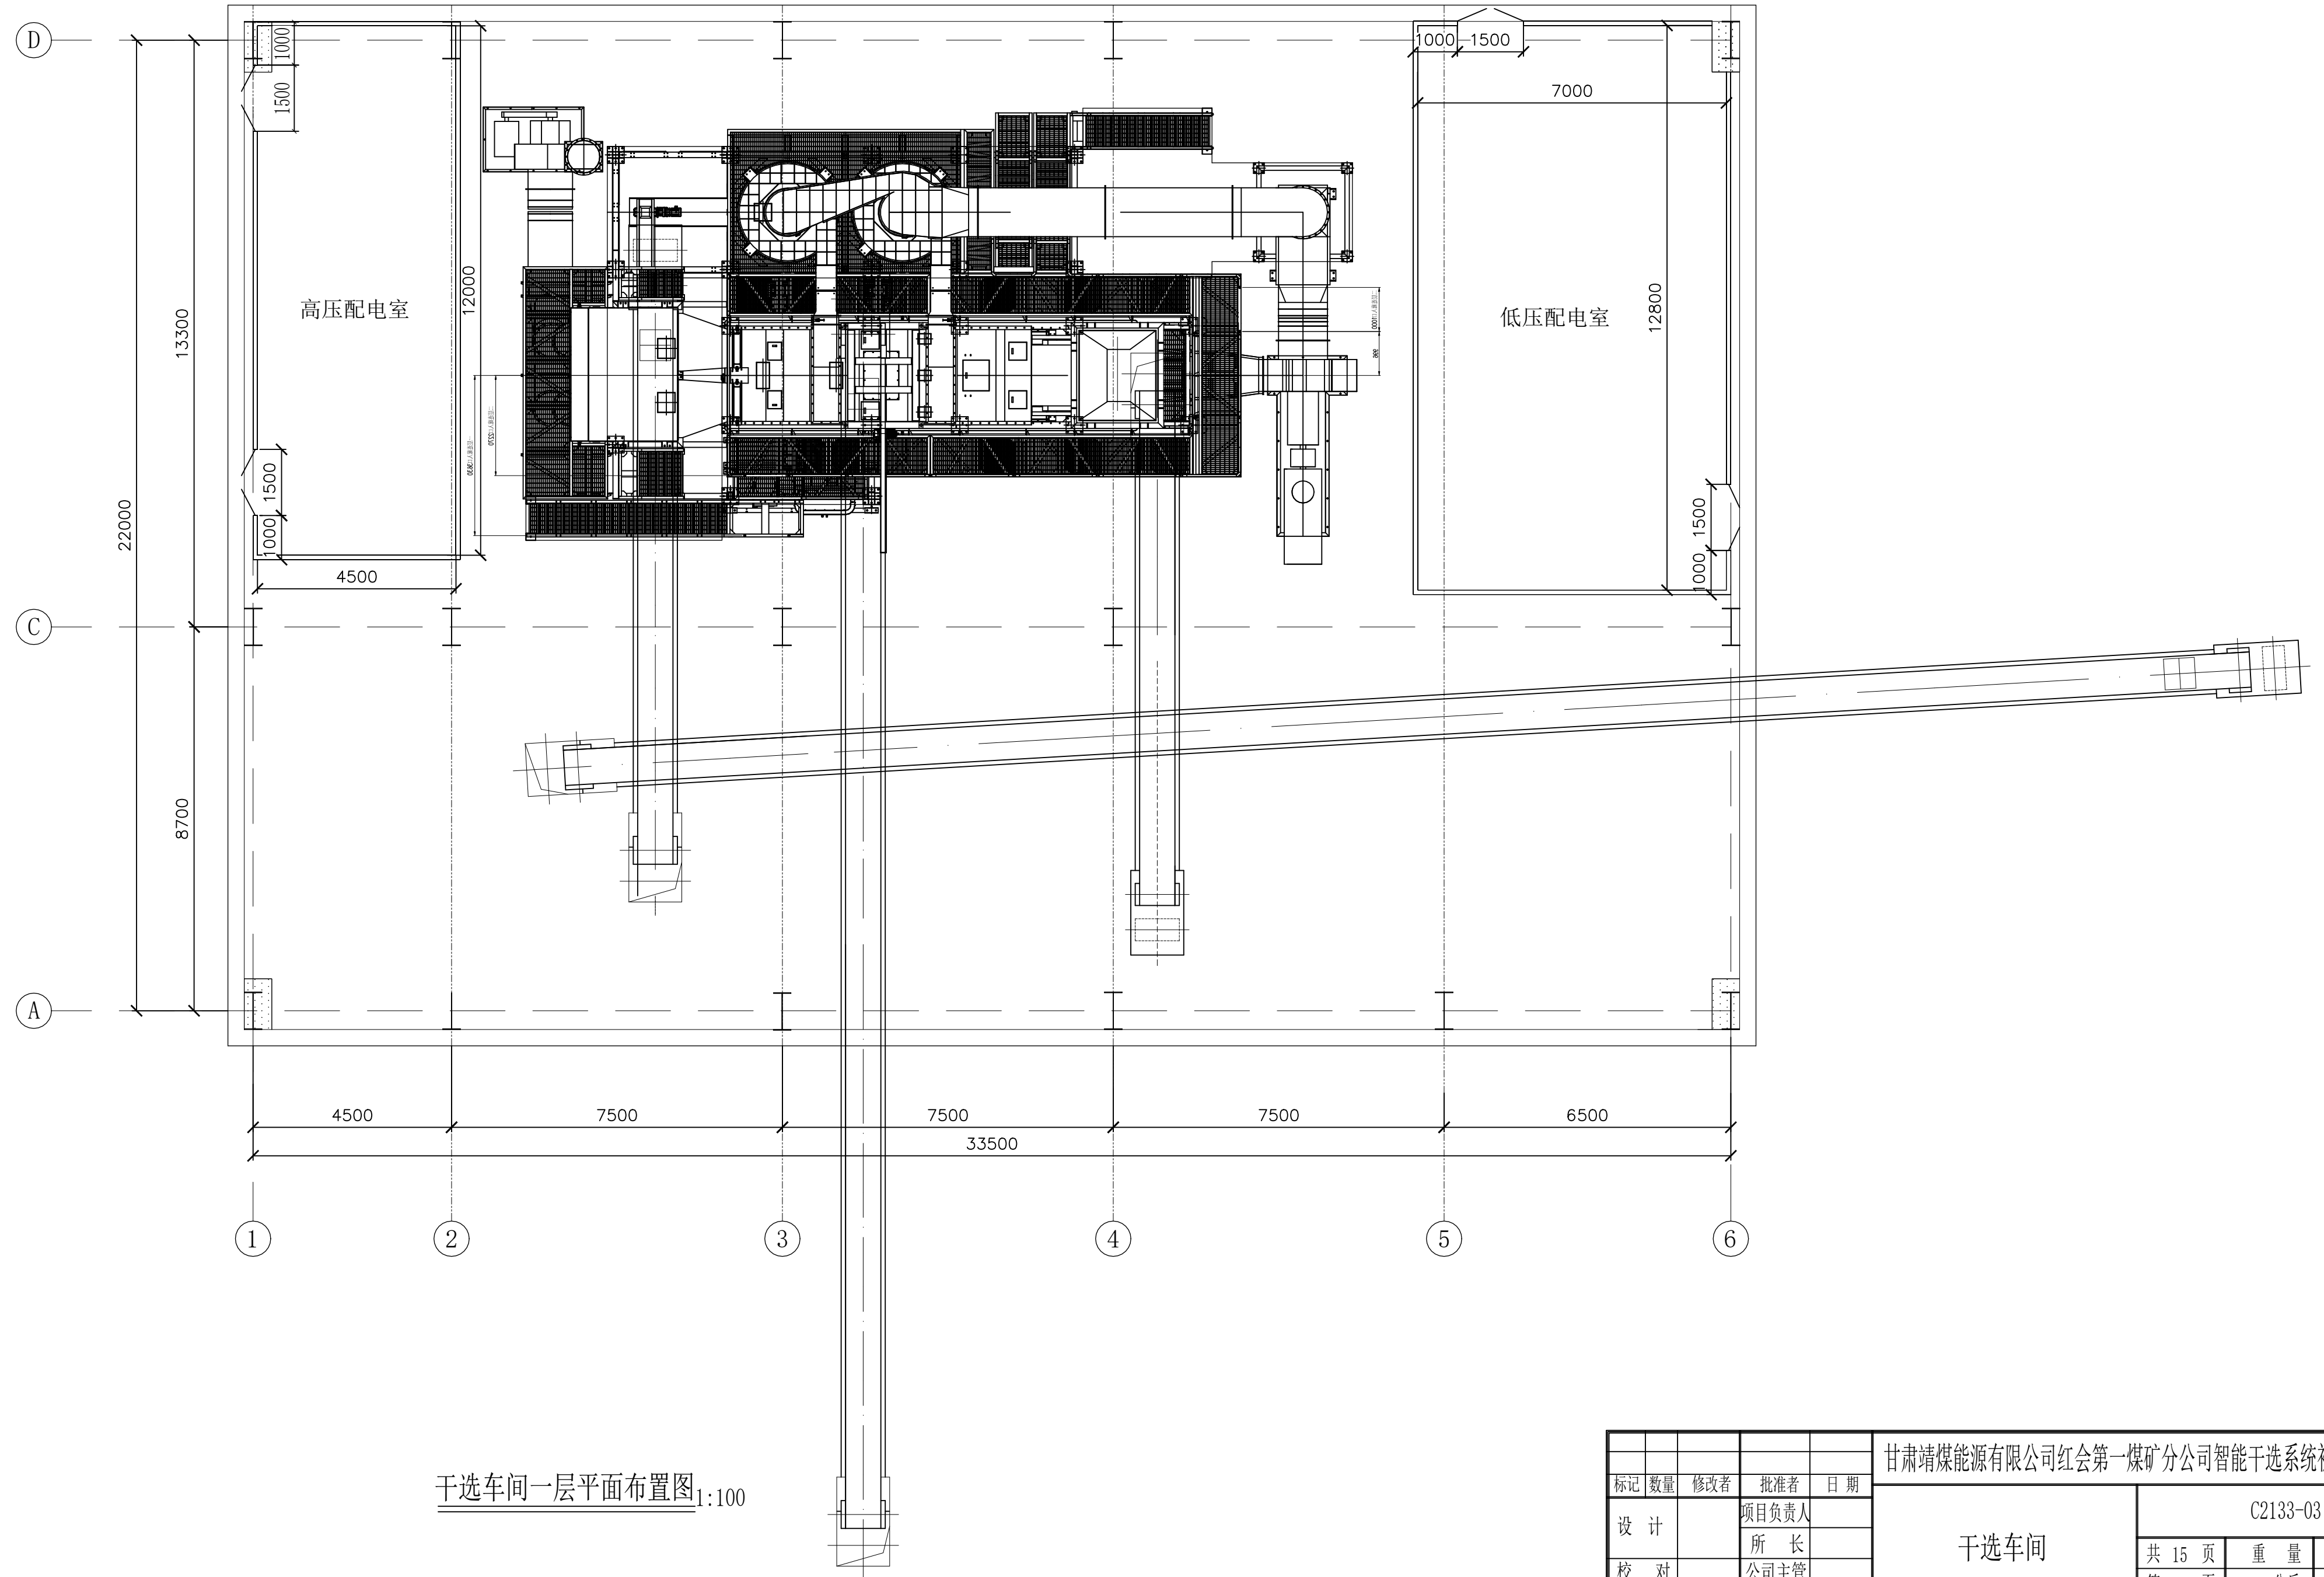 D
1000
1500
1000
1500
7000
高压配电室
12000
低压配电室
12800
13300
22000
1500
1000
4500
1500
1000
C
8700
A
4500
7500
7500
7500
6500
33500
1
2
3
4
5
6
干选车间一层平面布置图1:100
甘肃靖煤能源有限公司红会第一煤矿分公司智能干选系统
标记 数量 修改者 批准者 日 期
设 计 项目负责人
所 长
校 对 公司主管
干选车间
C2133-03
共 15 页 重 量